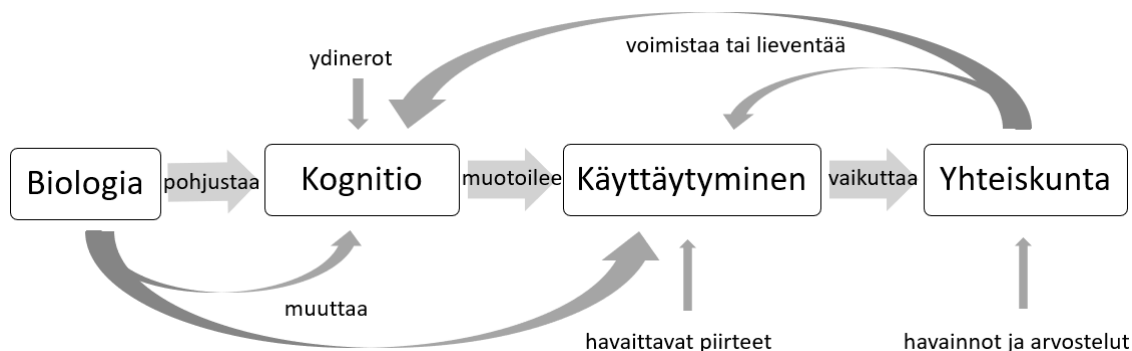 voimistaa tai lieventää
ydinerot
Biologia
pohjustaa
Kognitio
muotoilee
Käyttäytyminen
vaikuttaa
Yhteiskunta
muuttaa
havaittavat piirteet
havainnot ja arvostelut